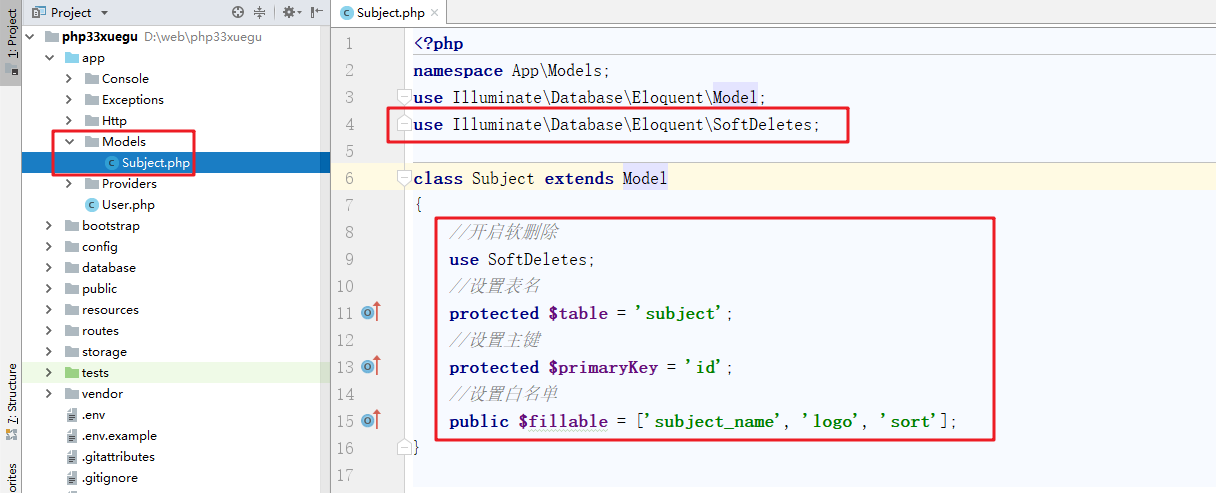 Project
Subject.php
1: Project
php33xuegu D:\web\php33xuegu
app
Console
Exceptions
Http
Models
Subject.php
Providers
User.php
bootstrap
config
database
public
resources
routes
storage
tests
vendor
.env
.env.example
.gitattributes
.gitignore
7: Structure
orites
1 <?php
2 namespace App\Models;
3 use Illuminate\Database\Eloquent\Model;
4 use Illuminate\Database\Eloquent\SoftDeletes;
5
6 class Subject extends Model
7 {
8 //开启软删除
9 use SoftDeletes;
10 //设置表名
11 protected $table = 'subject';
12 //设置主键
13 protected $primaryKey = 'id';
14 //设置白名单
15 public $fillable = ['subject_name', 'logo', 'sort'];
16 }
17